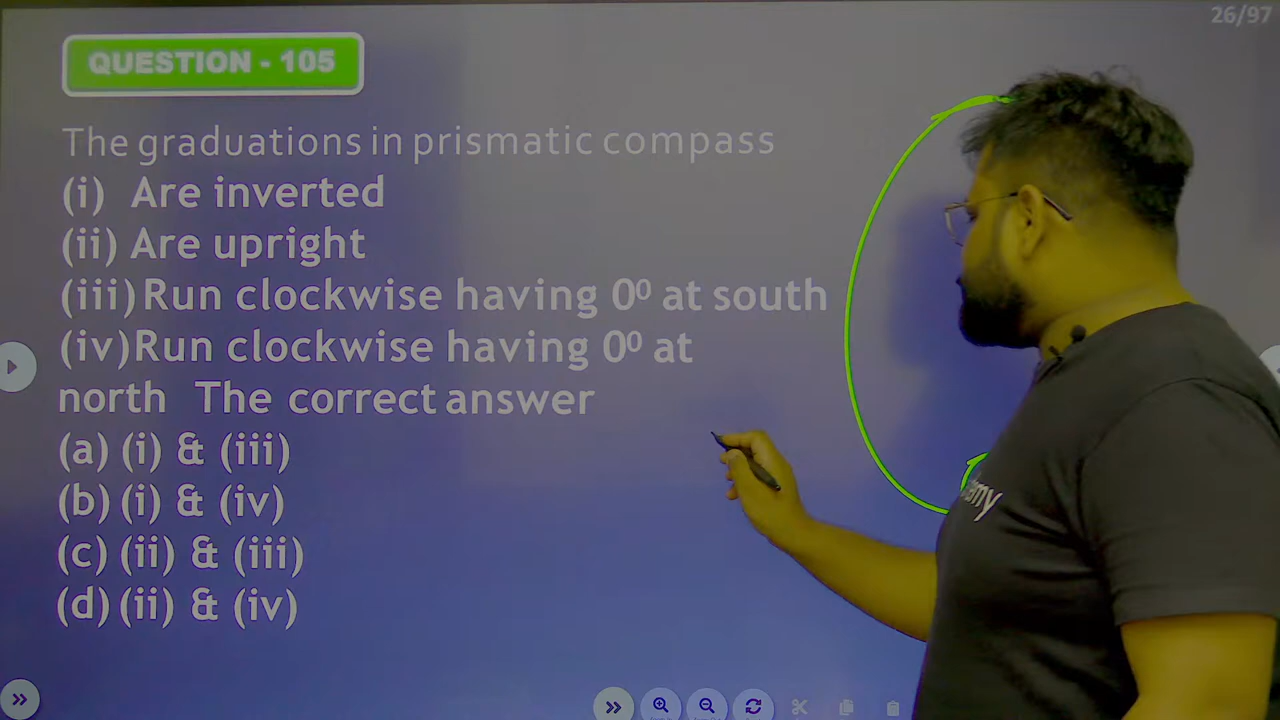 26/97
QUESTION - 105
The graduations in prismatic compass
(i) Are inverted
(ii) Are upright
(iii) Run clockwise having 0⁰ at south
(iv) Run clockwise having 0⁰ at
north The correct answer
(a) (i) & (iii)
(b) (i) & (iv)
(c) (ii) & (iii)
(d) (ii) & (iv)